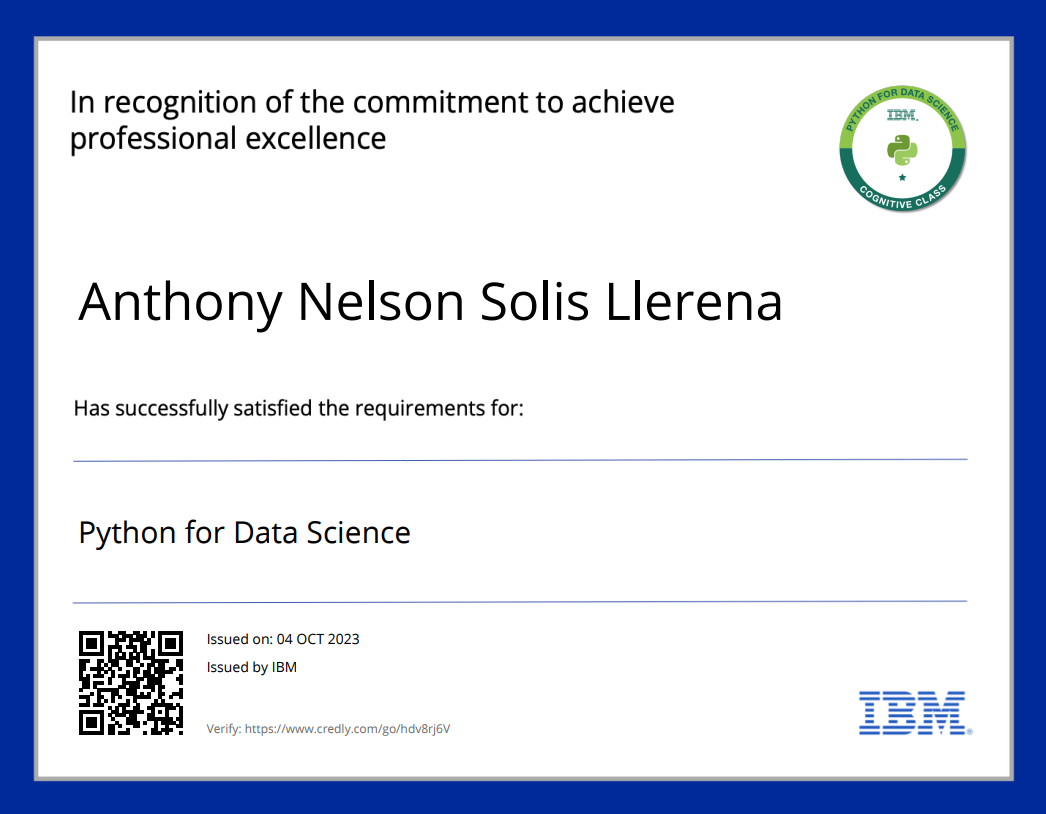 In recognition of the commitment to achieve
professional excellence
PYTHON FOR DATA SCIENCE
IBM.
COGNITIVE CLASS
Anthony Nelson Solis Llerena
Has successfully satisfied the requirements for:
Python for Data Science
Issued on: 04 OCT 2023
Issued by IBM
Verify: https://www.credly.com/go/hdv8rj6V
IBM®